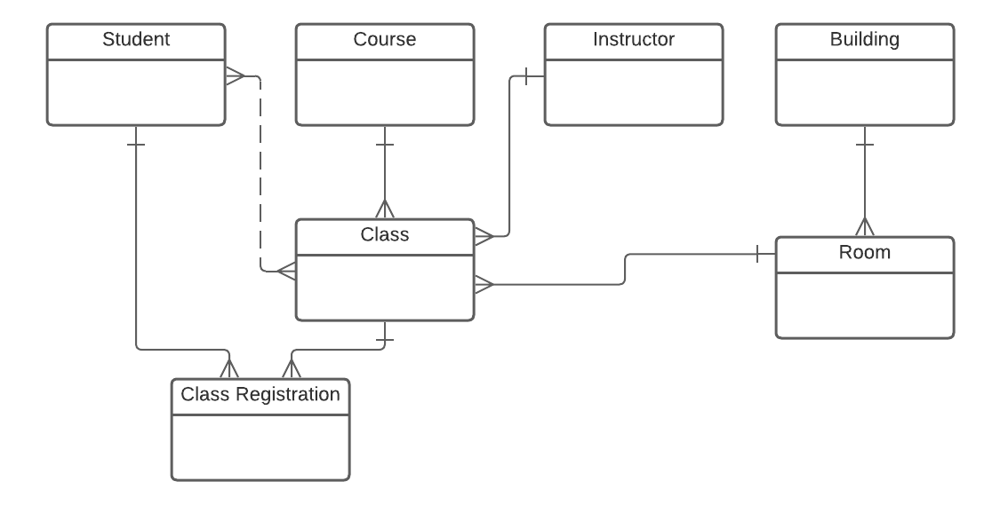 Student
Course
Instructor
Building
Class
Room
Class Registration